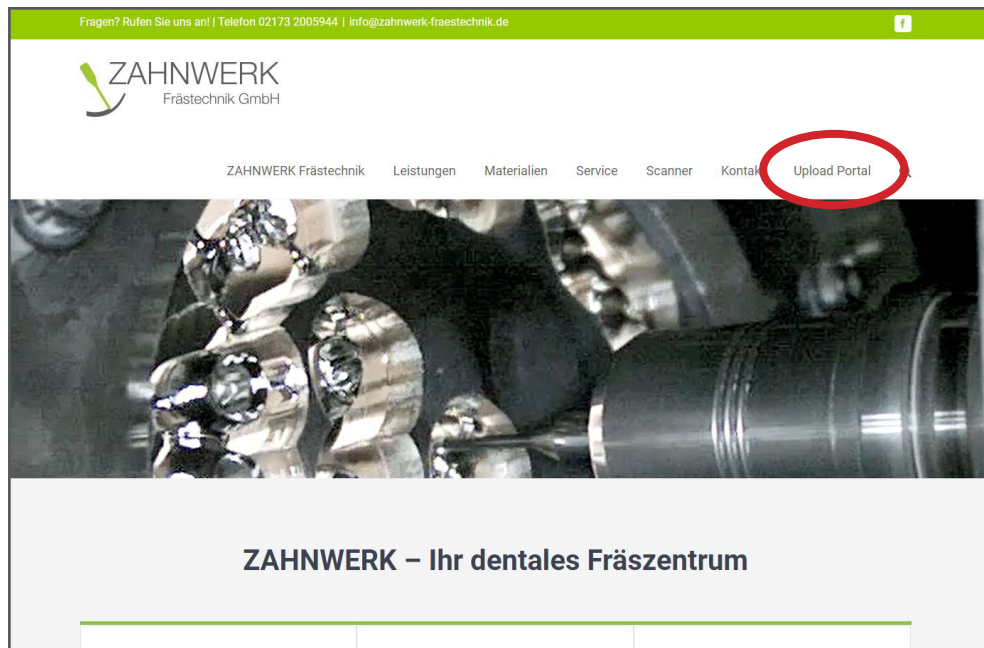 Fragen? Rufen Sie uns an! | Telefon 02173 2005944 | info@zahnwerk-fraestechnik.de
ZAHNWERK
Frästechnik GmbH
ZAHNWERK Frästechnik Leistungen Materialien Service Scanner Kontak Upload Portal
ZAHNWERK – Ihr dentales Fräszentrum